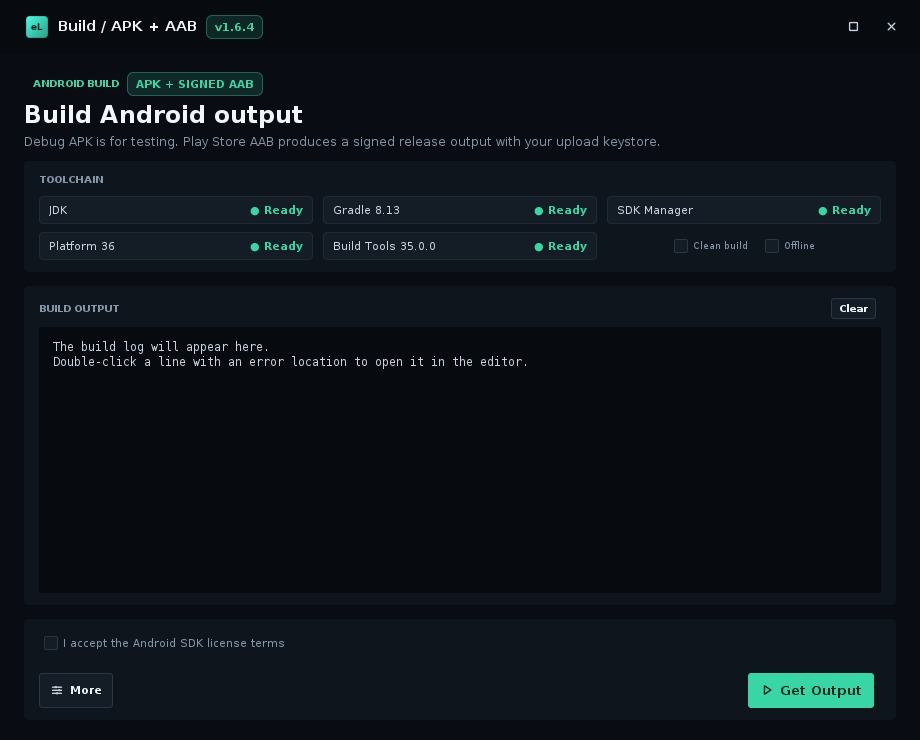 eL Build / APK + AAB v1.6.4
ANDROID BUILD APK + SIGNED AAB
Build Android output
Debug APK is for testing. Play Store AAB produces a signed release output with your upload keystore.
TOOLCHAIN
JDK Ready Gradle 8.13 Ready SDK Manager Ready
Platform 36 Ready Build Tools 35.0.0 Ready Clean build Offline
BUILD OUTPUT Clear
The build log will appear here.
Double-click a line with an error location to open it in the editor.
I accept the Android SDK license terms
More Get Output